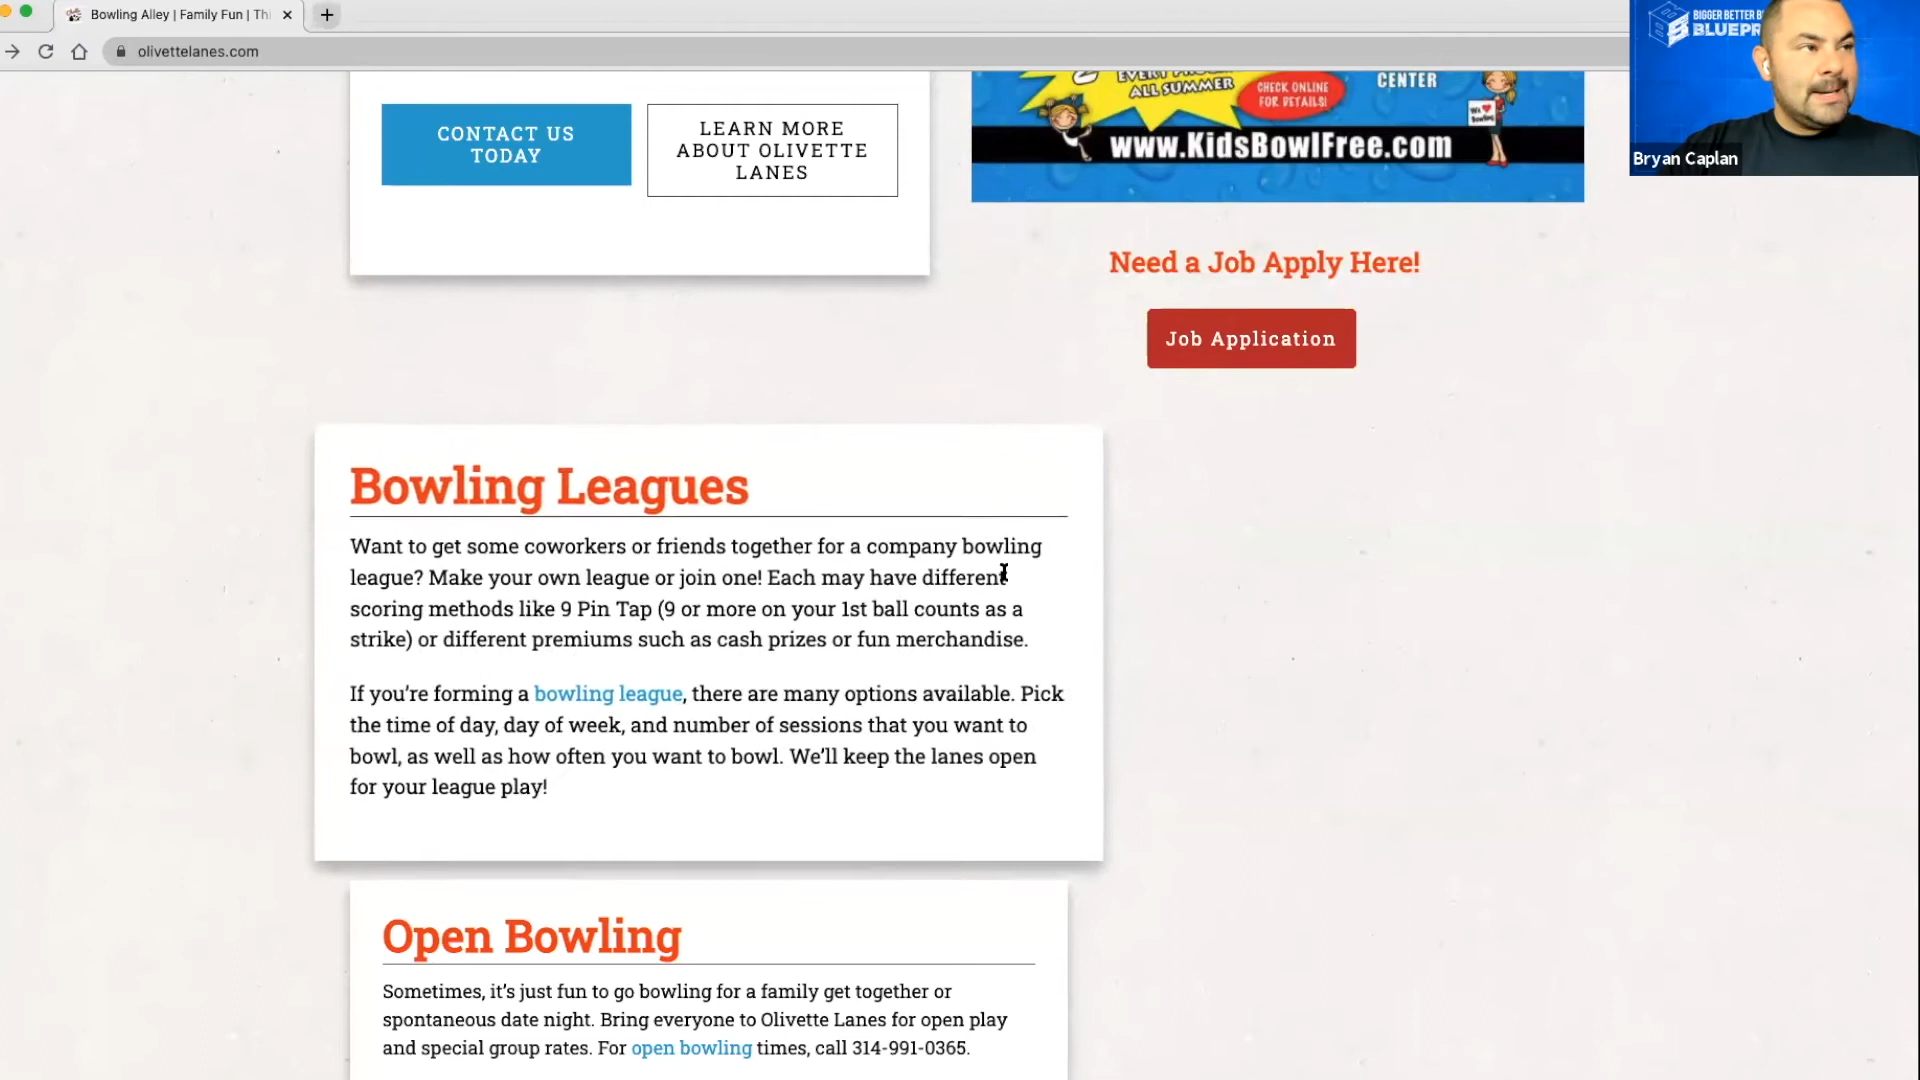 Bowling Alley | Family Fun | Thi
olivettelanes.com
BIGGER BETTER B
BLUEPR
Bryan Caplan
EVERY
ALL SUMMER
CHECK ONLINE
FOR DETAILS!
CENTER
We
Bowling
www.KidsBowlFree.com
CONTACT US
TODAY
LEARN MORE
ABOUT OLIVETTE
LANES
Need a Job Apply Here!
Job Application
Bowling Leagues
Want to get some coworkers or friends together for a company bowling
league? Make your own league or join one! Each may have different
scoring methods like 9 Pin Tap (9 or more on your 1st ball counts as a
strike) or different premiums such as cash prizes or fun merchandise.
If you’re forming a bowling league, there are many options available. Pick
the time of day, day of week, and number of sessions that you want to
bowl, as well as how often you want to bowl. We’ll keep the lanes open
for your league play!
Open Bowling
Sometimes, it’s just fun to go bowling for a family get together or
spontaneous date night. Bring everyone to Olivette Lanes for open play
and special group rates. For open bowling times, call 314-991-0365.